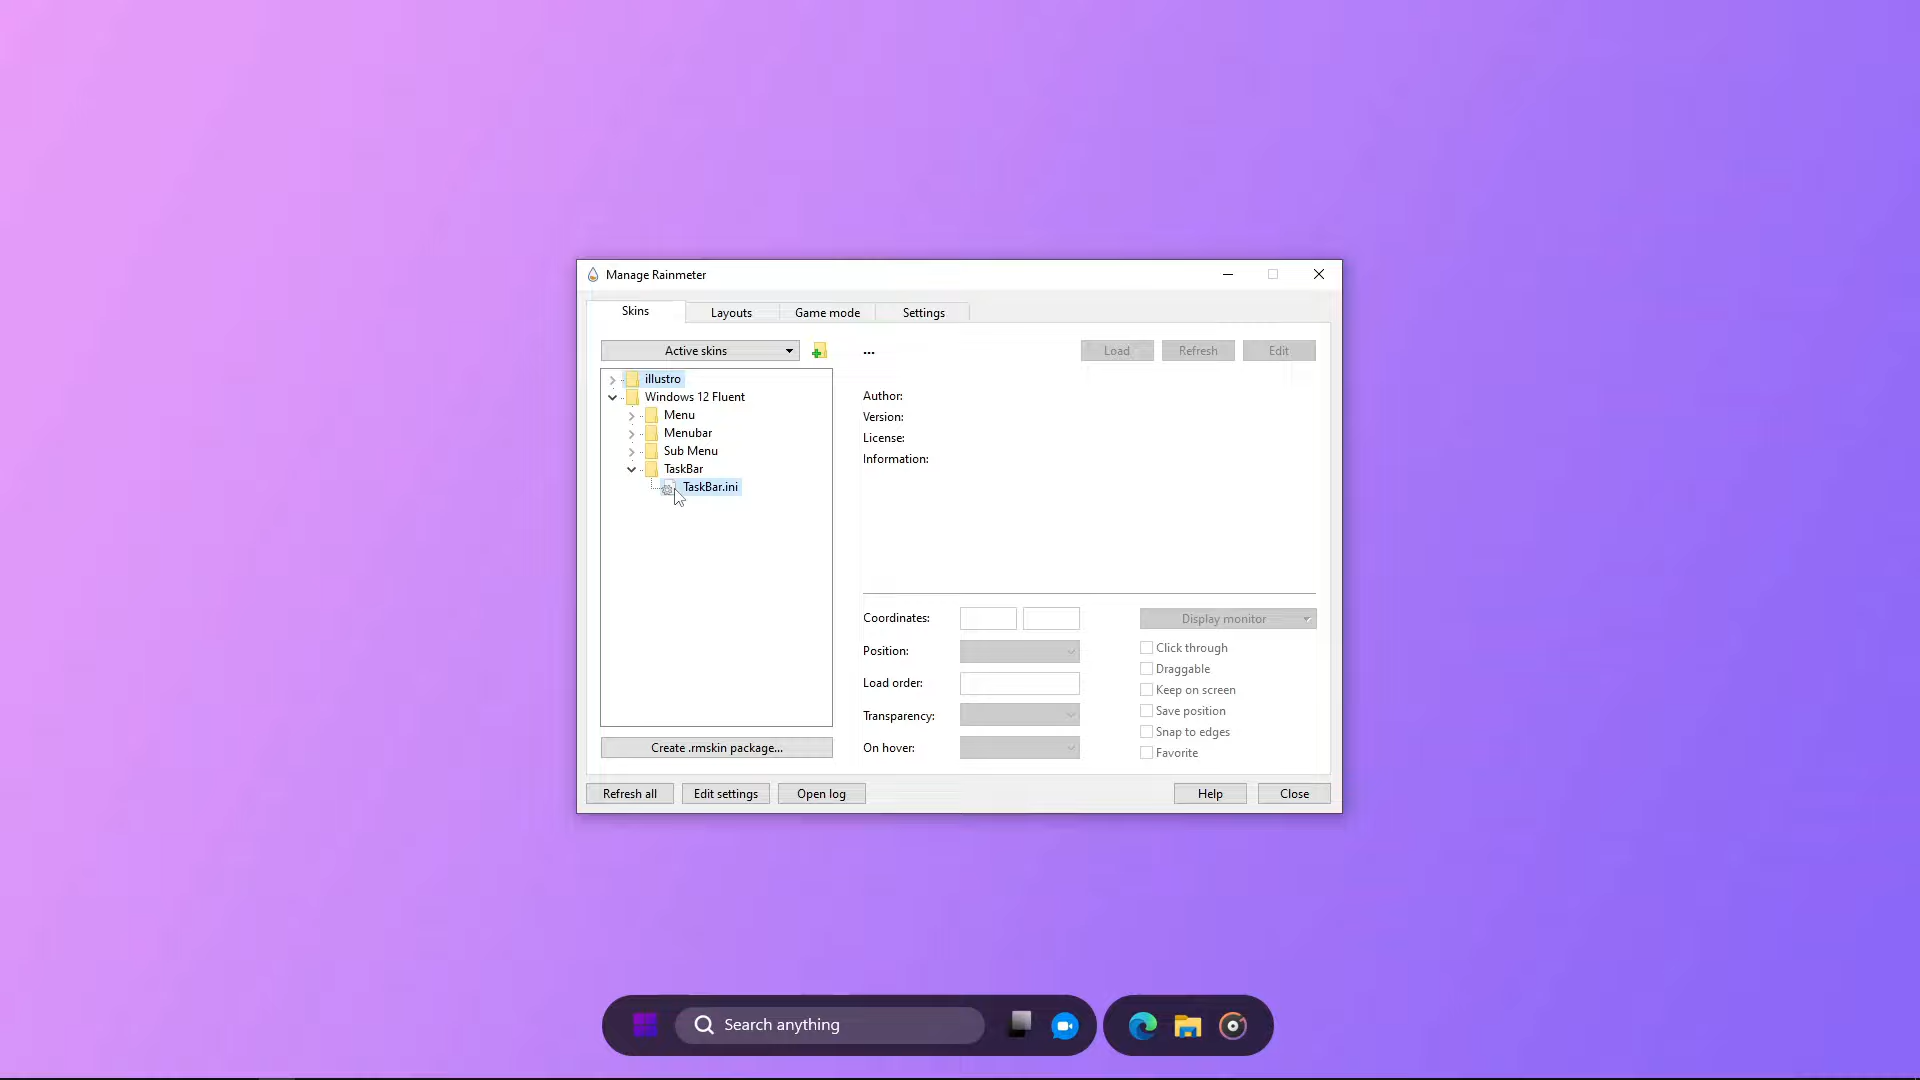 Manage Rainmeter
Skins
Layouts
Game mode
Settings
Active skins
...
Load
Refresh
Edit
illustro
Windows 12 Fluent
Menu
Menubar
Sub Menu
TaskBar
TaskBar.ini
Author:
Version:
License:
Information:
Coordinates:
Display monitor
Position:
Click through
Draggable
Load order:
Keep on screen
Transparency:
Save position
Snap to edges
On hover:
Favorite
Create .rmskin package...
Refresh all
Edit settings
Open log
Help
Close
Search anything